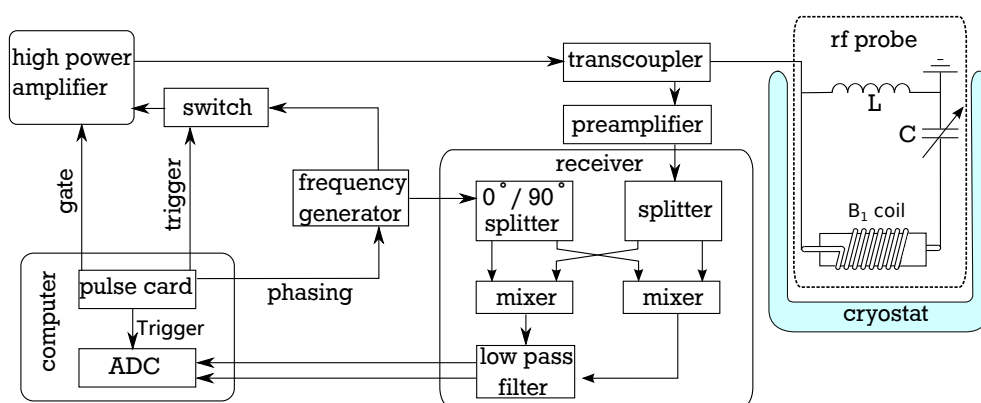 high power
amplifier
switch
gate
trigger
computer
pulse card
Trigger
ADC
phasing
frequency
generator
transcoupler
preamplifier
receiver
0°/ 90°
splitter
splitter
mixer
mixer
low pass
filter
rf probe
L
C
B₁ coil
cryostat